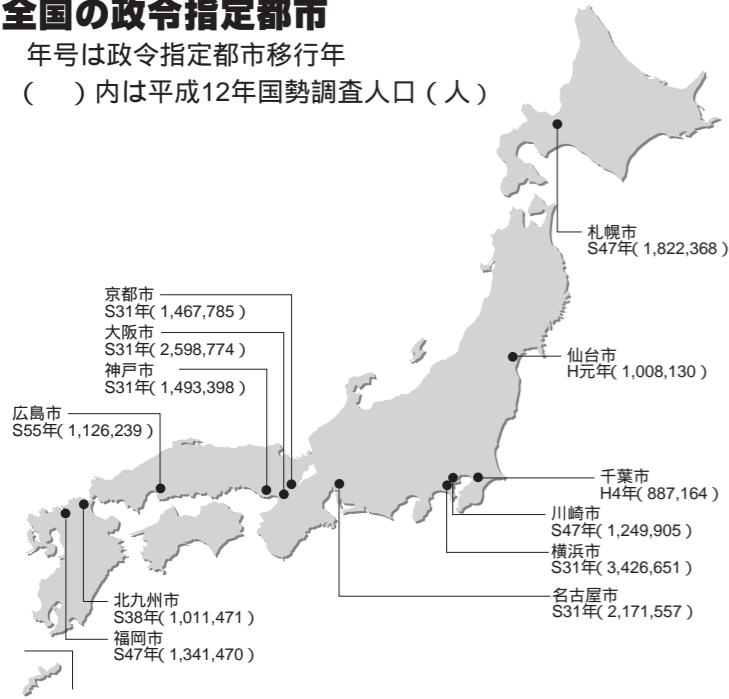 全国の政令指定都市
年号は政令指定都市移行年
(　)内は平成12年国勢調査人口(人)
札幌市
S47年(1,822,368)
京都市
S31年(1,467,785)
大阪市
S31年(2,598,774)
神戸市
S31年(1,493,398)
仙台市
H元年(1,008,130)
広島市
S55年(1,126,239)
千葉市
H4年(887,164)
川崎市
S47年(1,249,905)
横浜市
S31年(3,426,651)
名古屋市
S31年(2,171,557)
北九州市
S38年(1,011,471)
福岡市
S47年(1,341,470)